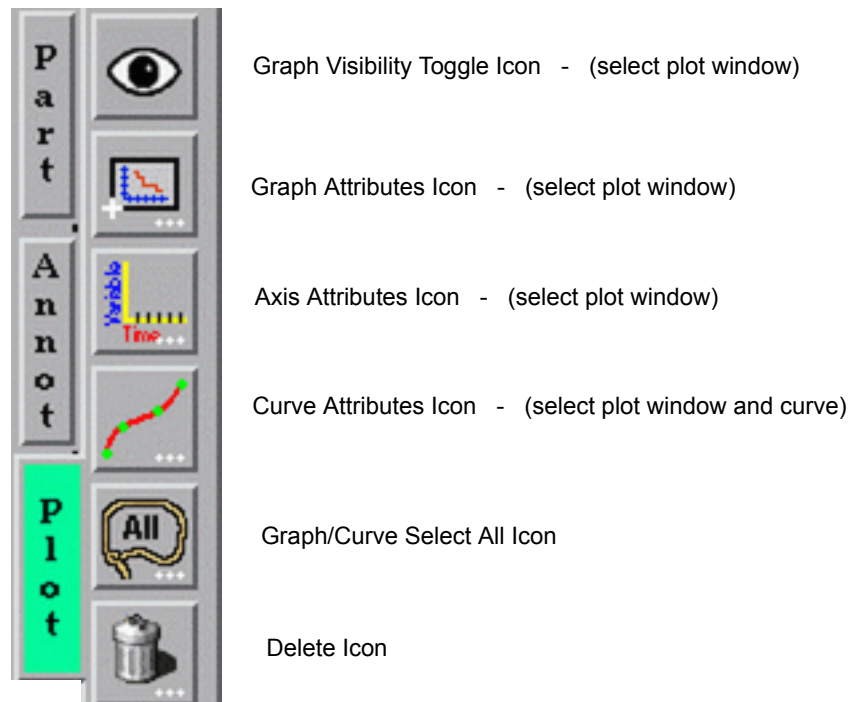 Part
Graph Visibility Toggle Icon - (select plot window)
Graph Attributes Icon - (select plot window)
Annot
Variable
Time
Axis Attributes Icon - (select plot window)
Curve Attributes Icon - (select plot window and curve)
Plot
All
Graph/Curve Select All Icon
Delete Icon